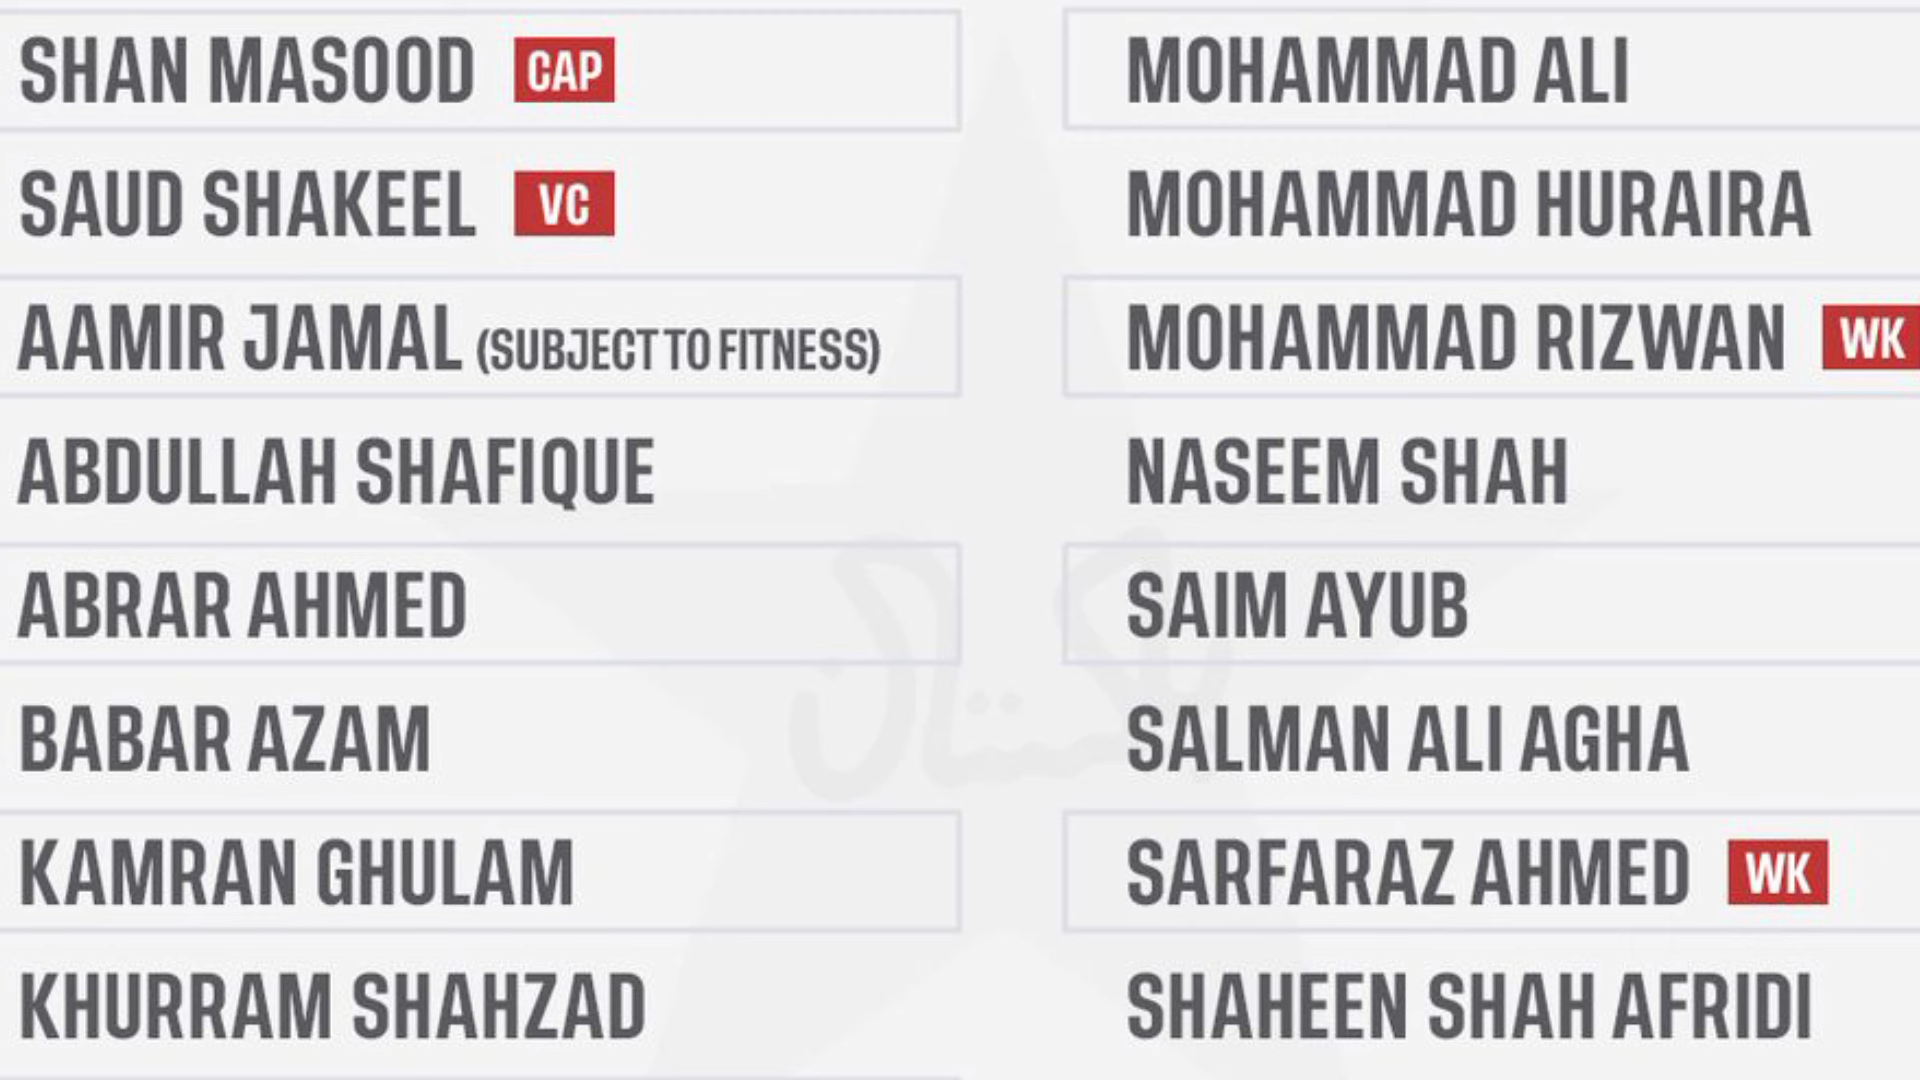 SHAN MASOOD CAP
SAUD SHAKEEL VC
AAMIR JAMAL (SUBJECT TO FITNESS)
ABDULLAH SHAFIQUE
ABRAR AHMED
BABAR AZAM
KAMRAN GHULAM
KHURRAM SHAHZAD
MOHAMMAD ALI
MOHAMMAD HURAIRA
MOHAMMAD RIZWAN WK
NASEEM SHAH
SAIM AYUB
SALMAN ALI AGHA
SARFARAZ AHMED WK
SHAHEEN SHAH AFRIDI
پاکستان